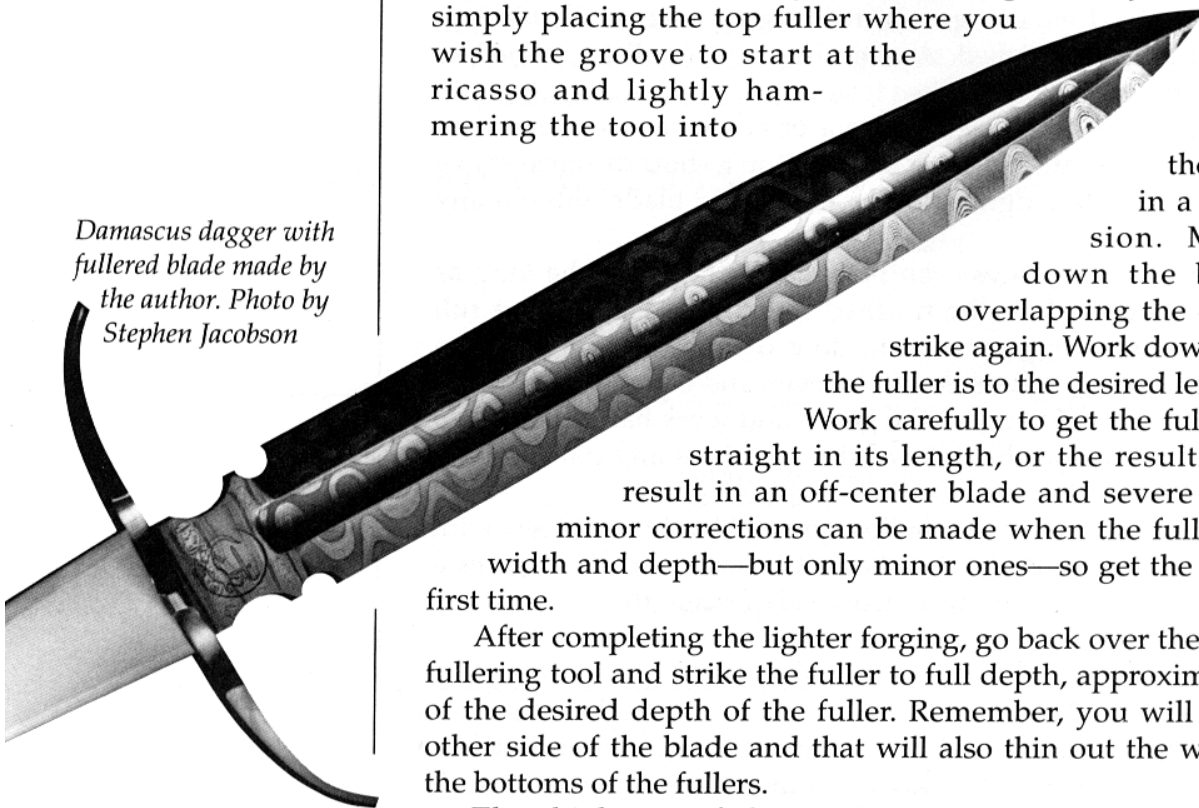 simply placing the top fuller where you
wish the groove to start at the
ricasso and lightly ham-
mering the tool into
in a
sion.
down the
overlapping the
strike again. Work
the fuller is to the desired
Work carefully to get the
straight in its length, or the result
result in an off-center blade and severe
minor corrections can be made when the
width and depth—but only minor ones—so get the
first time.
After completing the lighter forging, go back over the
fullering tool and strike the fuller to full depth,
of the desired depth of the fuller. Remember, you will
other side of the blade and that will also thin out the
the bottoms of the fullers.
Damascus dagger with
fullered blade made by
the author. Photo by
Stephen Jacobson